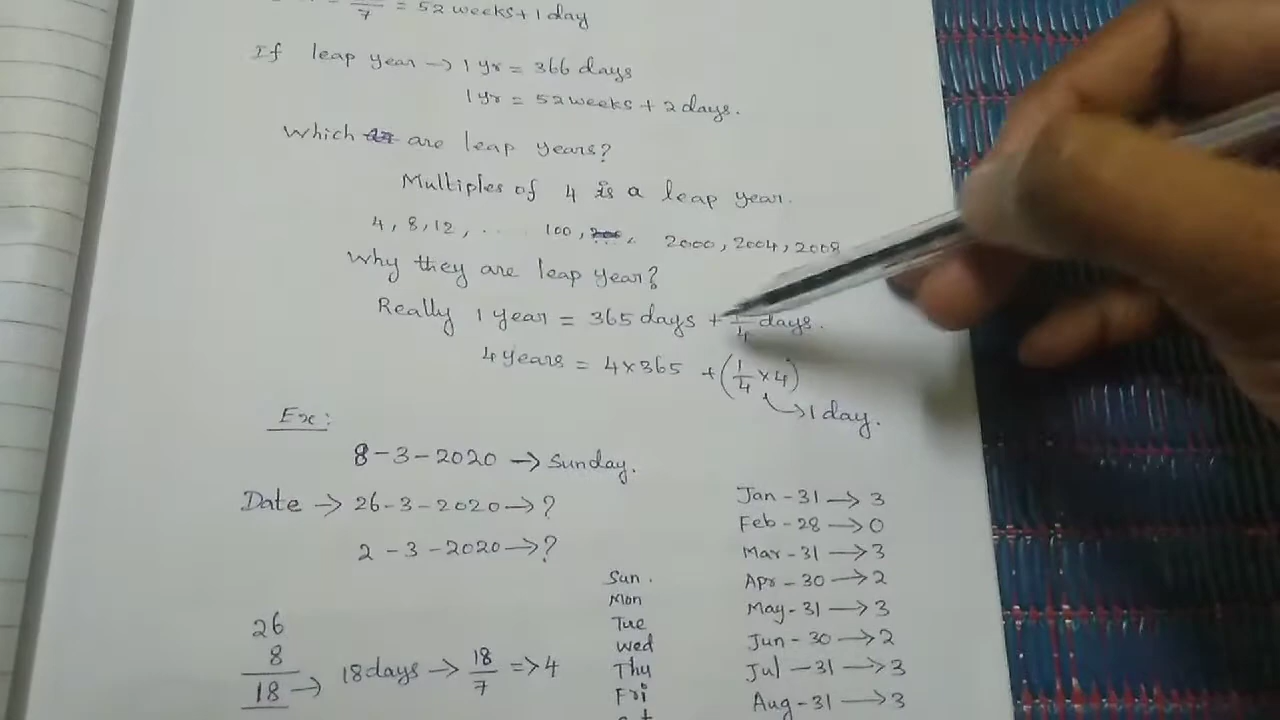 7 = 52 weeks + 1 day
If leap year → 1 yr = 366 days
1 yr = 52 weeks + 2 days.
Which are leap years?
Multiples of 4 is a leap year.
4, 8, 12, .. 100, 2000, 2004, 2008
Why they are leap year?
Really 1 year = 365 days + 1/4 days.
4 years = 4×365 + (1/4 × 4)
→ 1 day.
Ex:
8-3-2020 → Sunday.
Date → 26-3-2020 → ?
2-3-2020 → ?
Jan - 31 → 3
Feb - 28 → 0
Mar - 31 → 3
Apr - 30 → 2
May - 31 → 3
Jun - 30 → 2
Jul - 31 → 3
Aug - 31 → 3
Sun.
Mon
Tue
Wed
Thu
Fri
26
8
18 → 18 days → 18/7 => 4